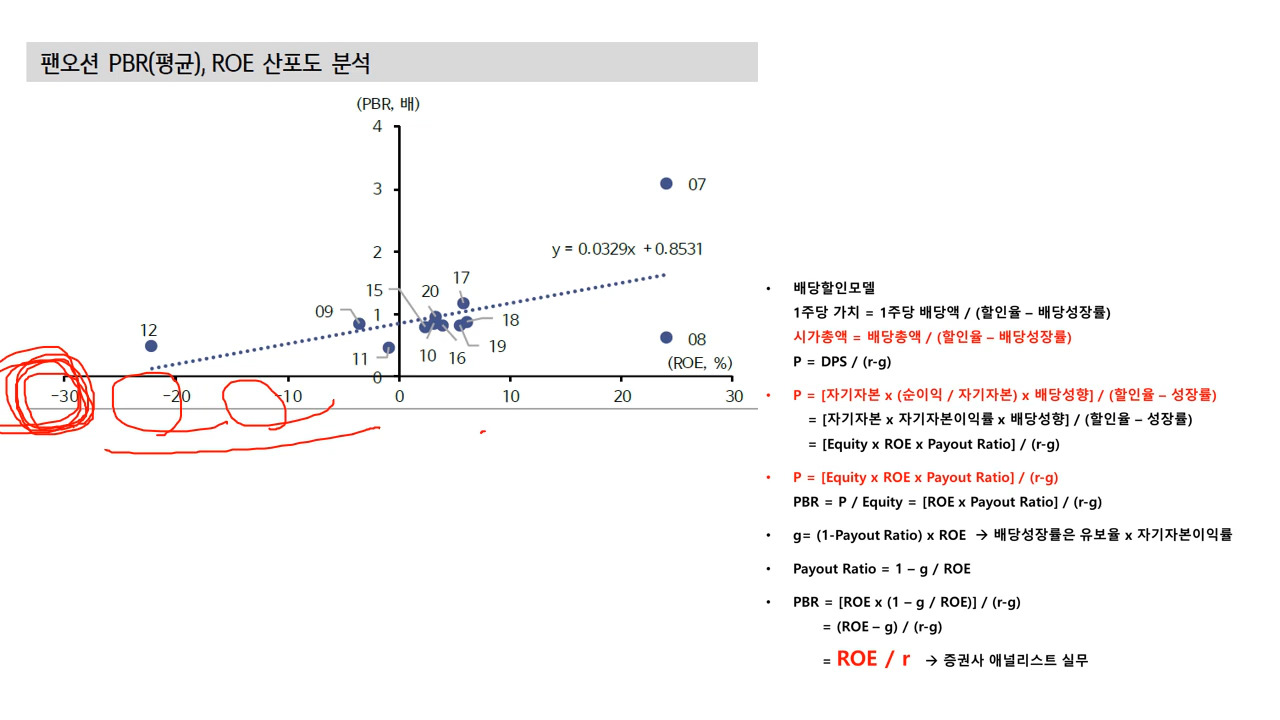 팬오션 PBR(평균), ROE 산포도 분석
(PBR, 배)
4
3
2
1
0
07
y = 0.0329x +0.8531
17
15
20
09
18
12
19
08
11
10
16
(ROE, %)
−30
−20
−10
0
10
20
30
• 배당할인모델
1주당 가치 = 1주당 배당액 / (할인율 – 배당성장률)
시가총액 = 배당총액 / (할인율 – 배당성장률)
P = DPS / (r-g)
• P = [자기자본 x (순이익 / 자기자본) x 배당성향] / (할인율 – 성장률)
= [자기자본 x 자기자본이익률 x 배당성향] / (할인율 – 성장률)
= [Equity x ROE x Payout Ratio] / (r-g)
• P = [Equity x ROE x Payout Ratio] / (r-g)
PBR = P / Equity = [ROE x Payout Ratio] / (r-g)
• g= (1-Payout Ratio) x ROE → 배당성장률은 유보율 x 자기자본이익률
• Payout Ratio = 1 – g / ROE
• PBR = [ROE x (1 – g / ROE)] / (r-g)
= (ROE – g) / (r-g)
= ROE / r → 증권사 애널리스트 실무